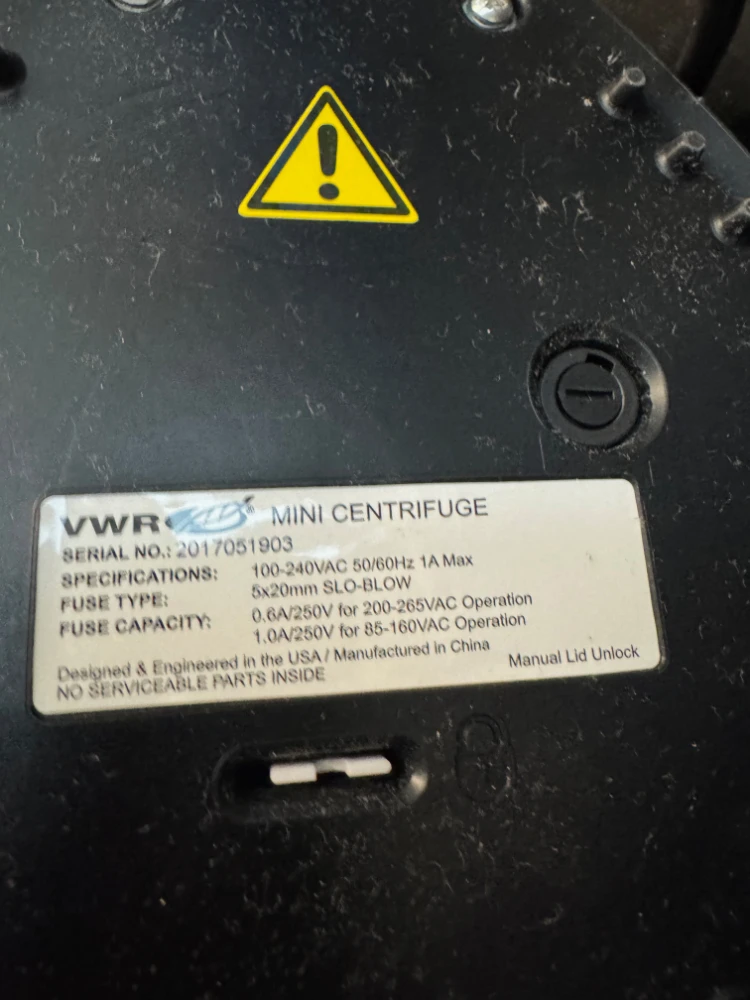 VWR® MINI CENTRIFUGE
SERIAL NO.: 2017051903
SPECIFICATIONS: 100-240VAC 50/60Hz 1A Max
FUSE TYPE: 5x20mm SLO-BLOW
FUSE CAPACITY: 0.6A/250V for 200-265VAC Operation
1.0A/250V for 85-160VAC Operation
Designed & Engineered in the USA / Manufactured in China
NO SERVICEABLE PARTS INSIDE
Manual Lid Unlock